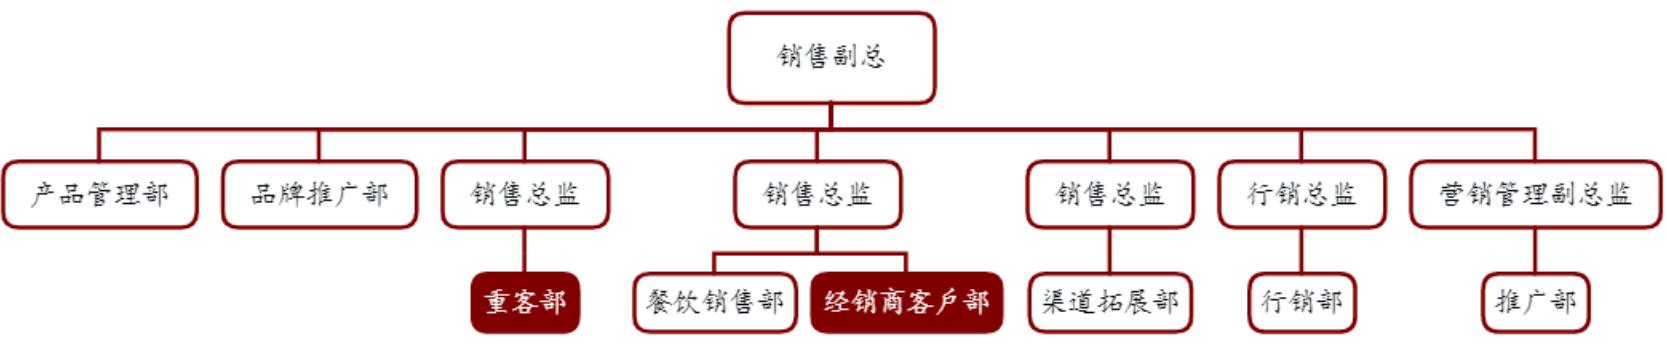 销售副总
产品管理部
品牌推广部
销售总监
销售总监
销售总监
行销总监
营销管理副总监
重客部
餐饮销售部
经销商客户部
渠道拓展部
行销部
推广部